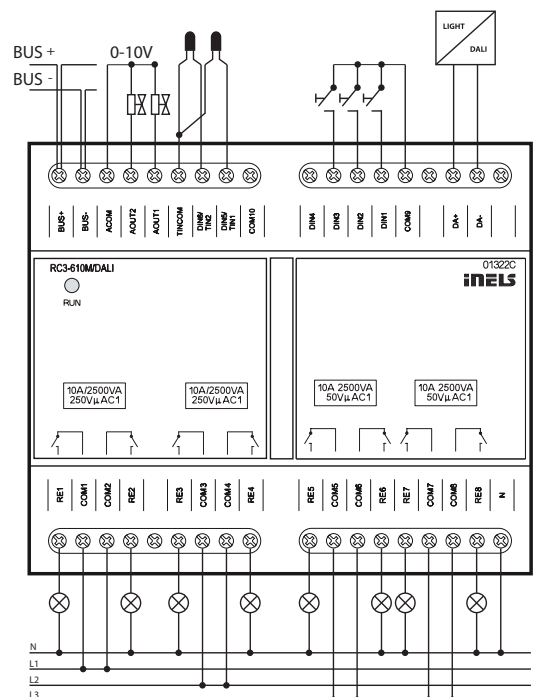 LIGHT
DALI
BUS +
BUS -
0-10V
BUS+
BUS-
ACOM
AOUT2
AOUT1
TINCOM
DIN6/
TIN2
DIN5/
TIN1
COM10
DIN4
DIN3
DIN2
DIN1
COM9
DA+
DA-
RC3-610M/DALI
RUN
01322C
iNELS
10A/2500VA
250VµAC1
10A/2500VA
250VµAC1
10A 2500VA
50VµAC1
10A 2500VA
50VµAC1
RE1
COM1
COM2
RE2
RE3
COM3
COM4
RE4
RE5
COM5
COM6
RE6
RE7
COM7
COM8
RE8
N
N
L1
L2
L3